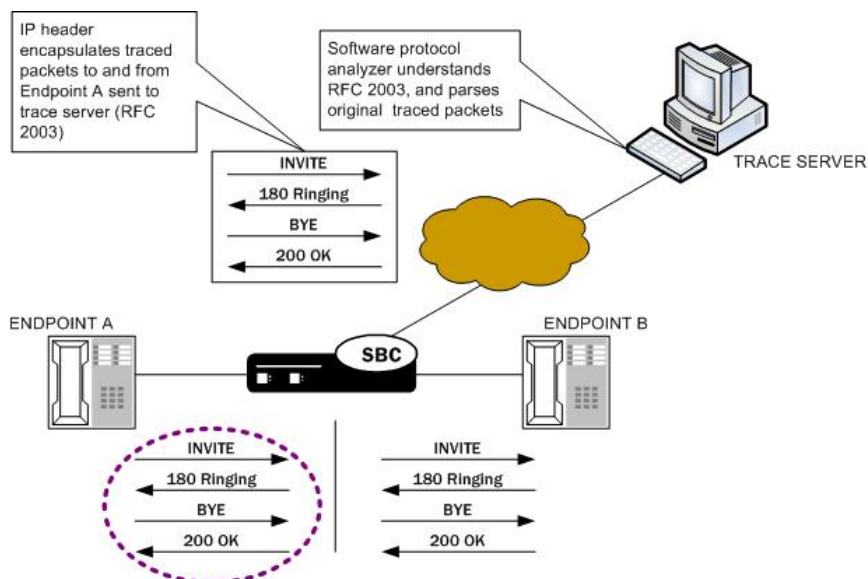 IP header
encapsulates traced
packets to and from
Endpoint A sent to
trace server (RFC
2003)
Software protocol
analyzer understands
RFC 2003, and parses
original traced packets
TRACE SERVER
INVITE
180 Ringing
BYE
200 OK
ENDPOINT A
SBC
ENDPOINT B
INVITE
180 Ringing
BYE
200 OK
INVITE
180 Ringing
BYE
200 OK